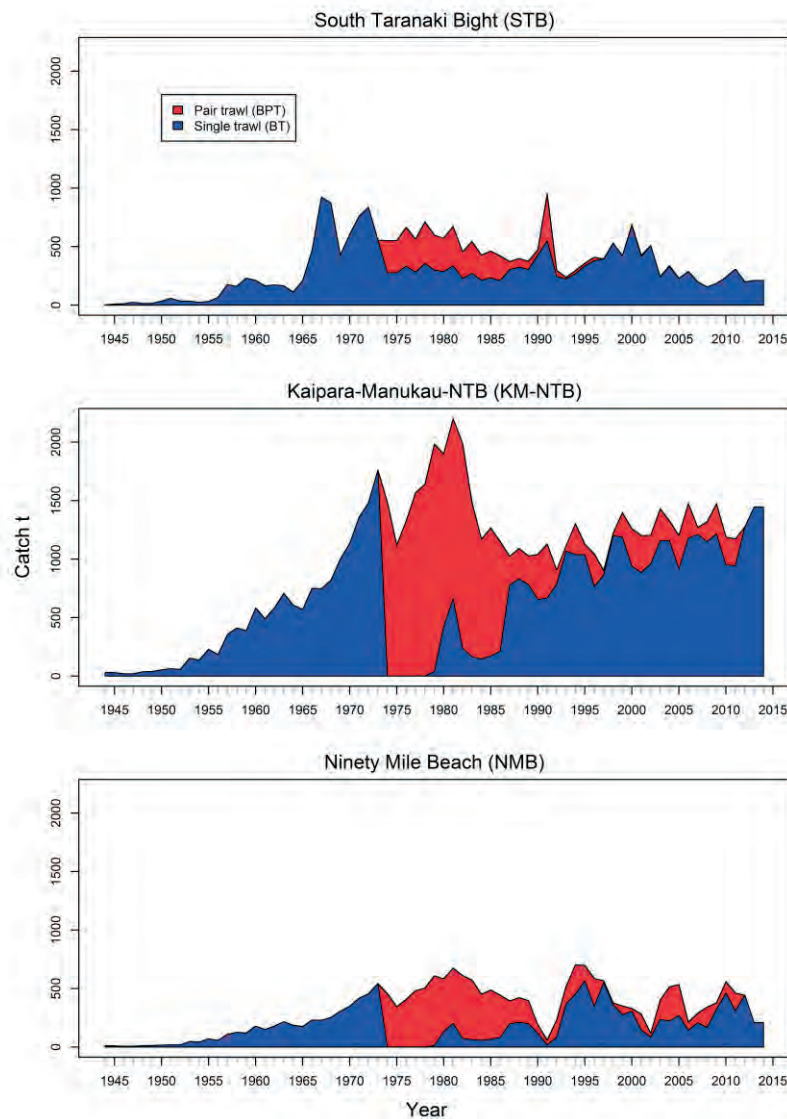 South Taranaki Bight (STB)
2000
1500
1000
500
0
Pair trawl (BPT)
Single trawl (BT)
1945 1950 1955 1960 1965 1970 1975 1980 1985 1990 1995 2000 2005 2010 2015
Kaipara-Manukau-NTB (KM-NTB)
Catch t
2000
1500
1000
500
0
1945 1950 1955 1960 1965 1970 1975 1980 1985 1990 1995 2000 2005 2010 2015
Ninety Mile Beach (NMB)
2000
1500
1000
500
0
1945 1950 1955 1960 1965 1970 1975 1980 1985 1990 1995 2000 2005 2010 2015
Year